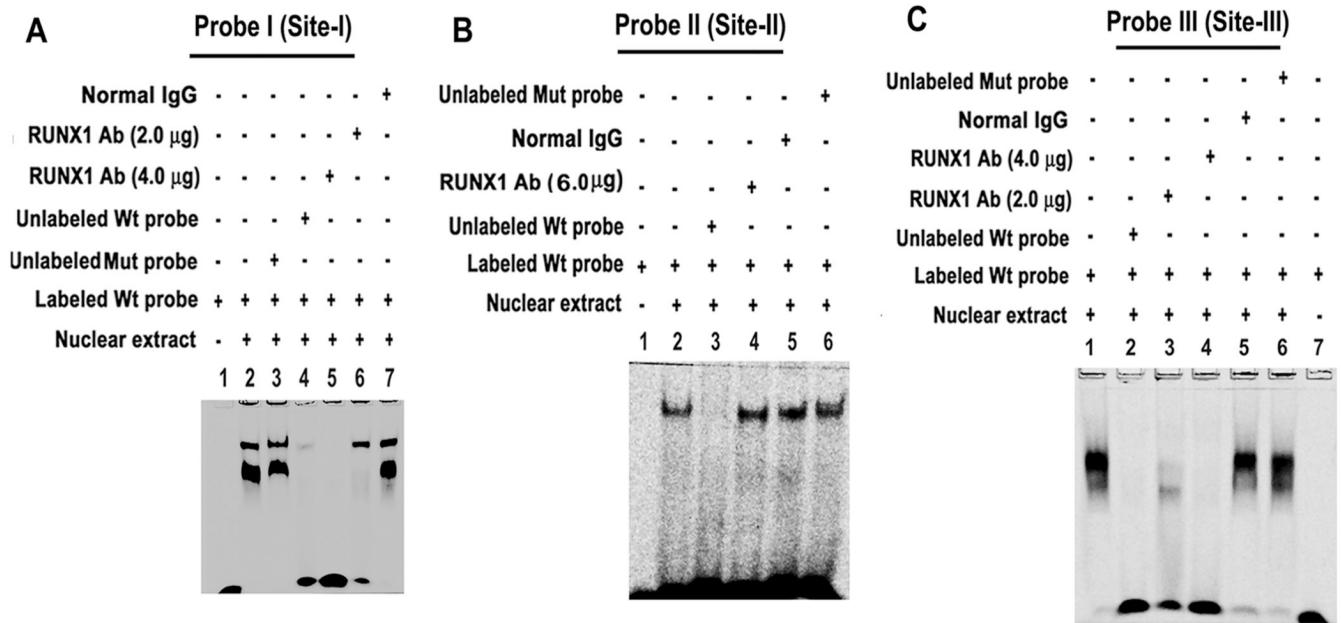 A
Probe I (Site-I)
Normal IgG - - - - - - +
RUNX1 Ab (2.0 µg) - - - - - + -
RUNX1 Ab (4.0 µg) - - - - + - -
Unlabeled Wt probe - - - + - - -
Unlabeled Mut probe - - + - - - -
Labeled Wt probe + + + + + + +
Nuclear extract - + + + + + +
1 2 3 4 5 6 7
B
Probe II (Site-II)
Unlabeled Mut probe - - - - - +
Normal IgG - - - - + -
RUNX1 Ab (6.0µg) - - - + - -
Unlabeled Wt probe - - + - - -
Labeled Wt probe + + + + + +
Nuclear extract - + + + + +
1 2 3 4 5 6
C
Probe III (Site-III)
Unlabeled Mut probe - - - - - + -
Normal IgG - - - - + - -
RUNX1 Ab (4.0 µg) - - - + - - -
RUNX1 Ab (2.0 µg) - - + - - - -
Unlabeled Wt probe - + - - - - -
Labeled Wt probe + + + + + + +
Nuclear extract + + + + + + -
1 2 3 4 5 6 7